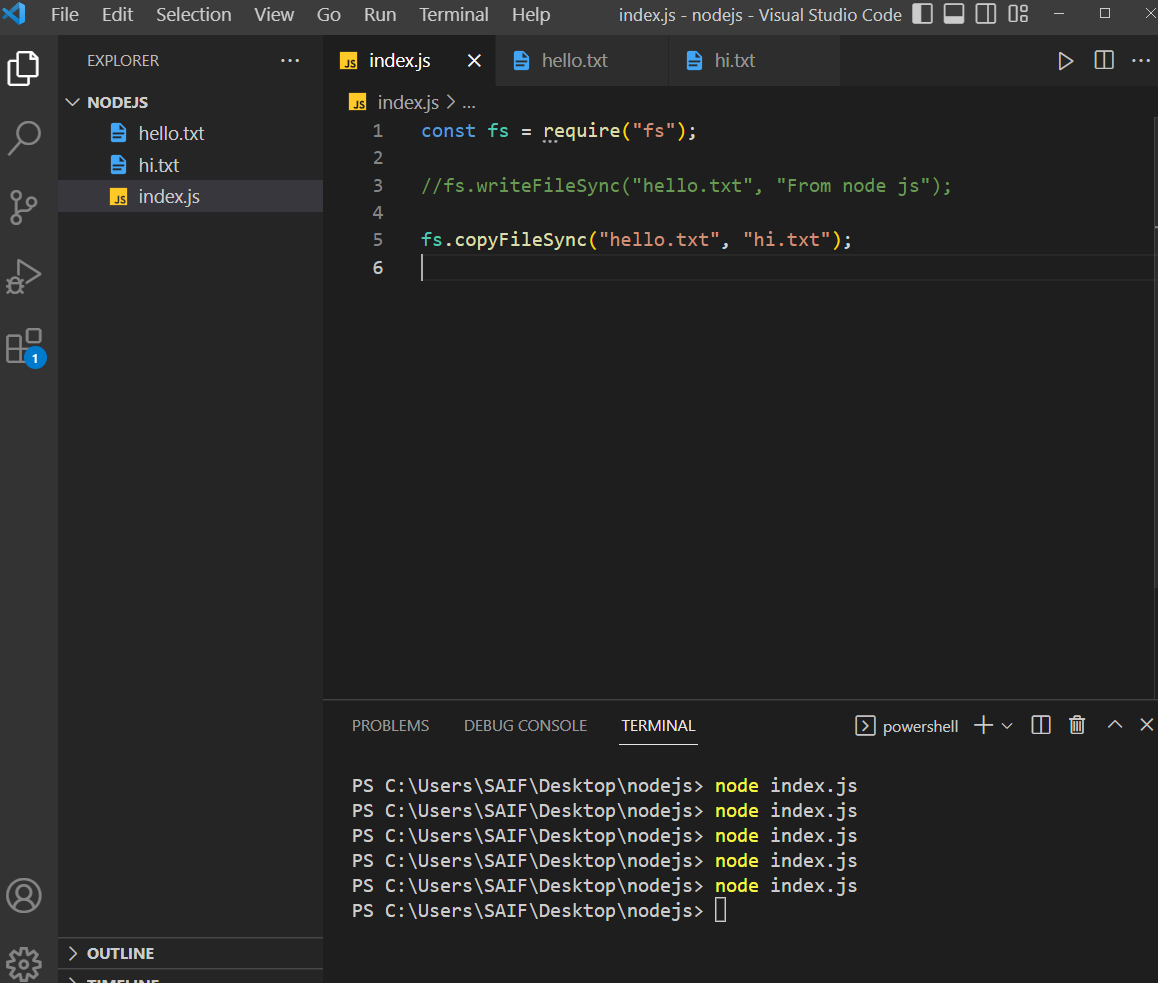 File Edit Selection View Go Run Terminal Help index.js - nodejs - Visual Studio Code
EXPLORER
NODEJS
hello.txt
hi.txt
index.js
1
OUTLINE
TIMELINE
index.js hello.txt hi.txt
index.js > ...
1 const fs = require("fs");
2
3 //fs.writeFileSync("hello.txt", "From node js");
4
5 fs.copyFileSync("hello.txt", "hi.txt");
6
PROBLEMS DEBUG CONSOLE TERMINAL powershell
PS C:\Users\SAIF\Desktop\nodejs> node index.js
PS C:\Users\SAIF\Desktop\nodejs> node index.js
PS C:\Users\SAIF\Desktop\nodejs> node index.js
PS C:\Users\SAIF\Desktop\nodejs> node index.js
PS C:\Users\SAIF\Desktop\nodejs> node index.js
PS C:\Users\SAIF\Desktop\nodejs>